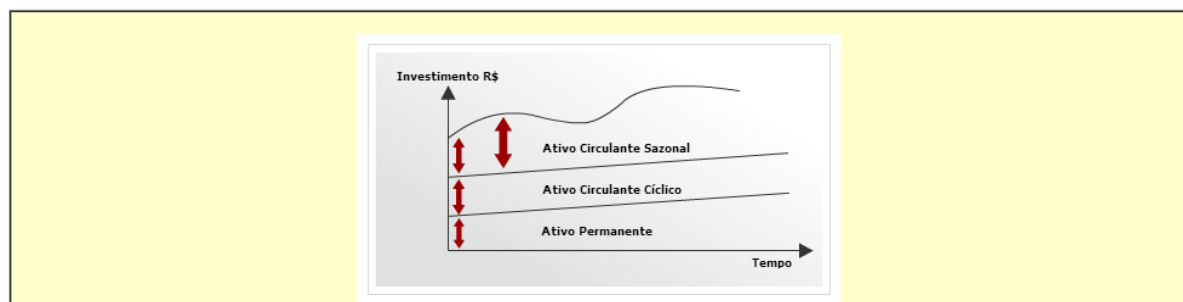 Investimento R$
Ativo Circulante Sazonal
Ativo Circulante Cíclico
Ativo Permanente
Tempo